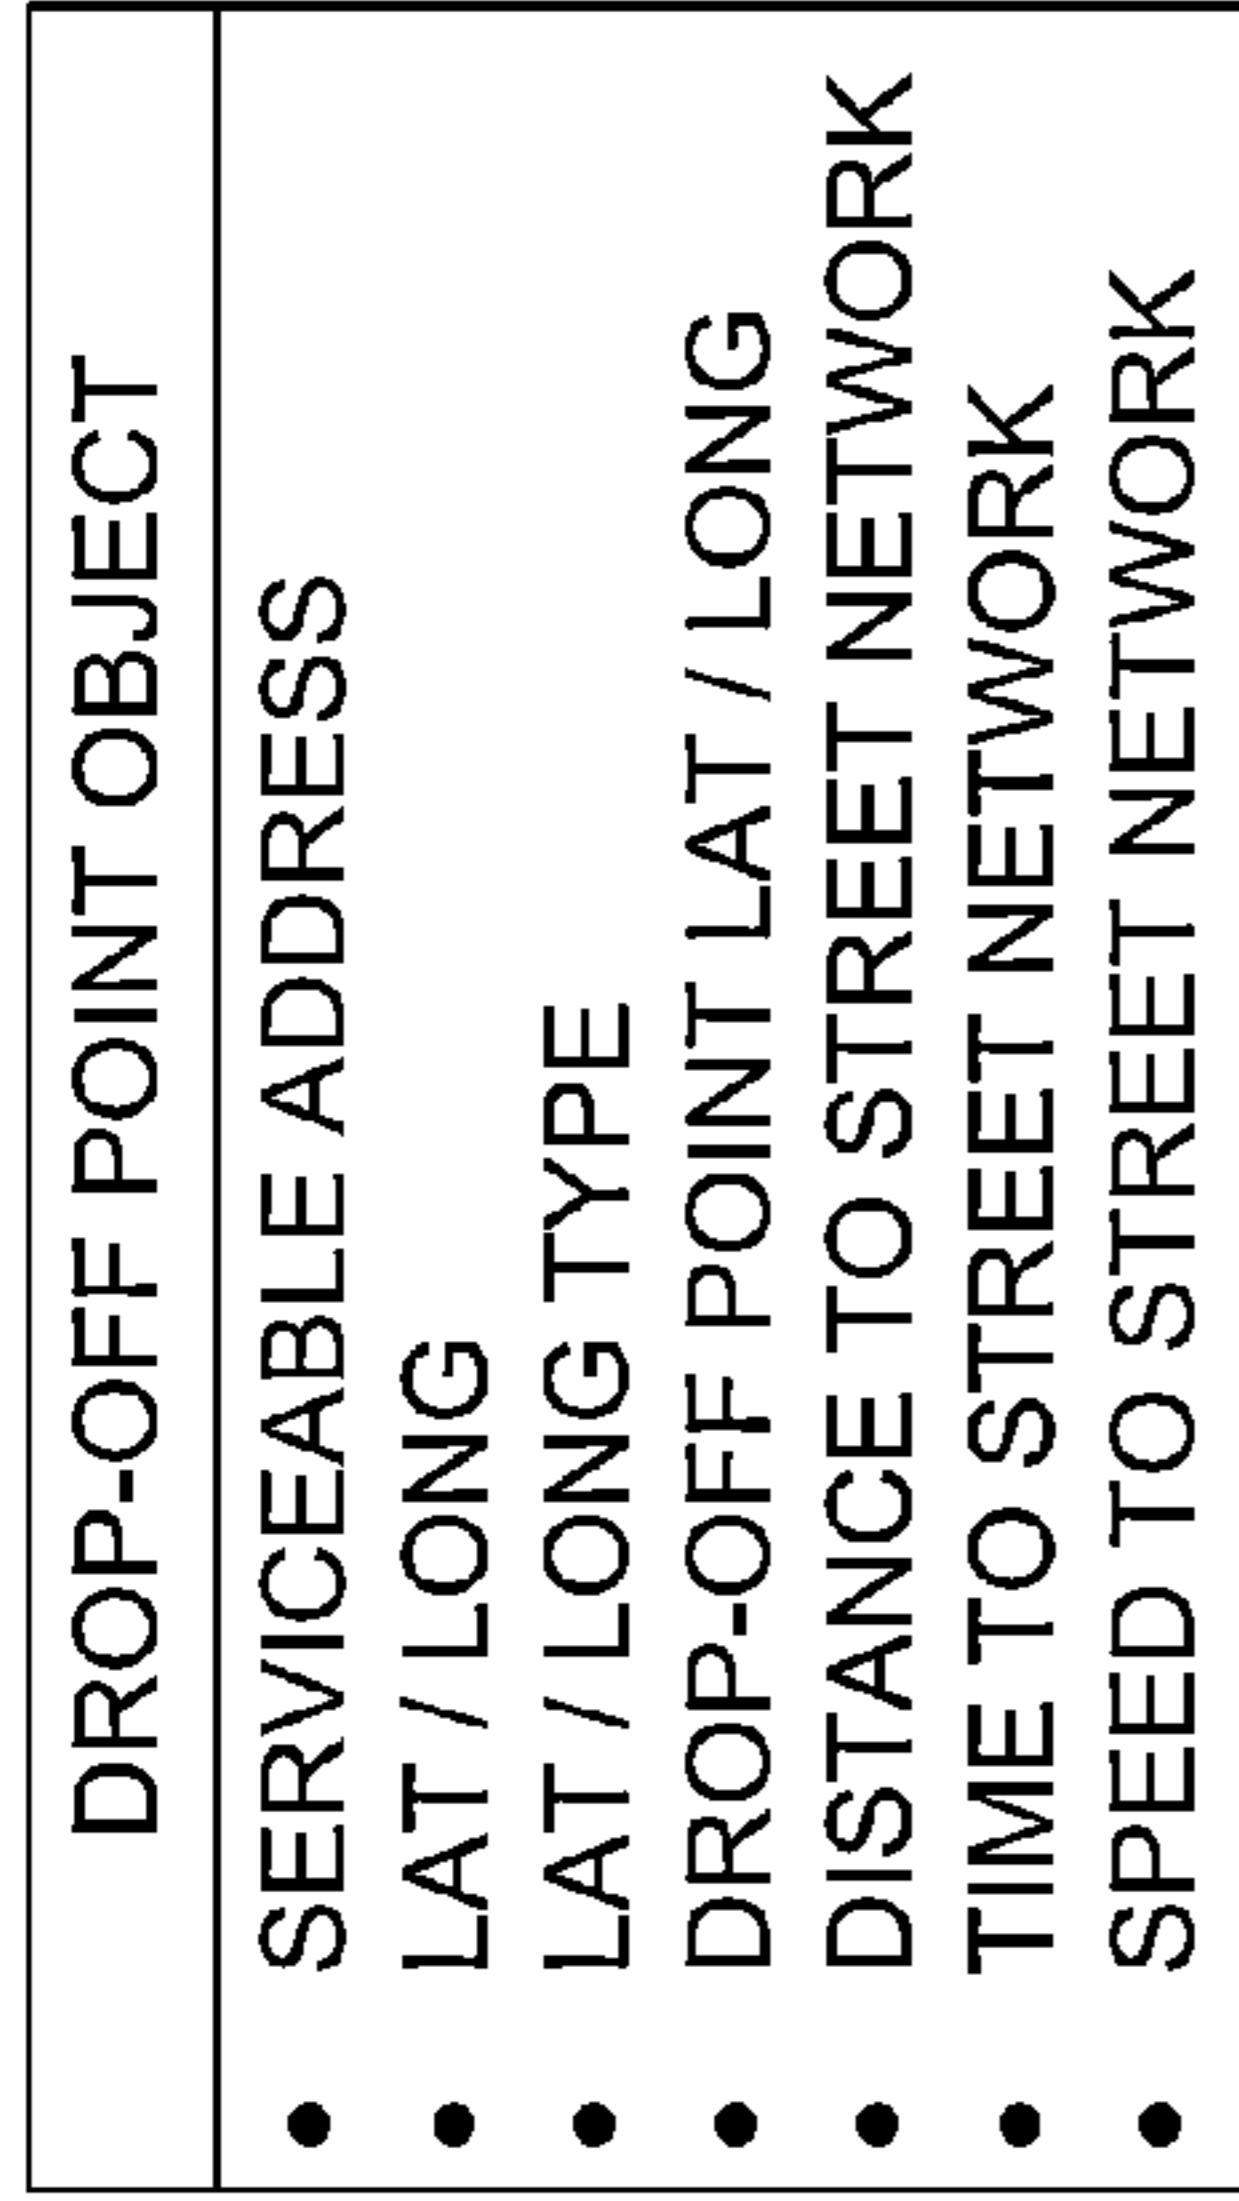 DROP-OFF POINT OBJECT
• SERVICEABLE ADDRESS
• LAT / LONG
• LAT / LONG TYPE
• DROP-OFF POINT LAT / LONG
• DISTANCE TO STREET NETWORK
• TIME TO STREET NETWORK
• SPEED TO STREET NETWORK